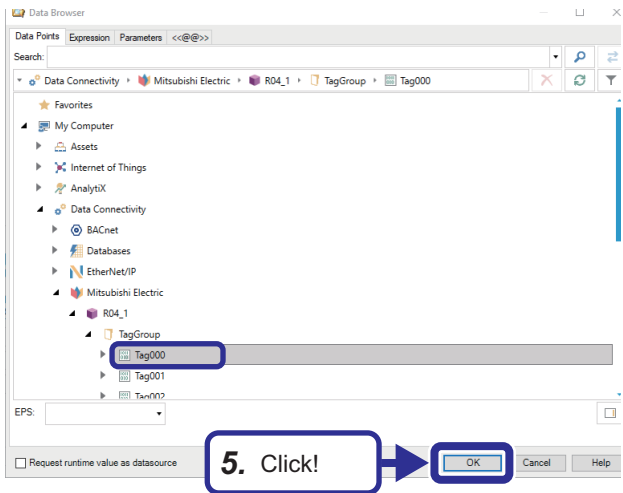 Data Browser
Data Points Expression Parameters <<@@>>
Search:
Data Connectivity Mitsubishi Electric R04_1 TagGroup Tag000
Favorites
My Computer
Assets
Internet of Things
AnalytiX
Data Connectivity
BACnet
Databases
EtherNet/IP
Mitsubishi Electric
R04_1
TagGroup
Tag000
Tag001
Tag002
EPS:
5. Click!
Request runtime value as datasource OK Cancel Help